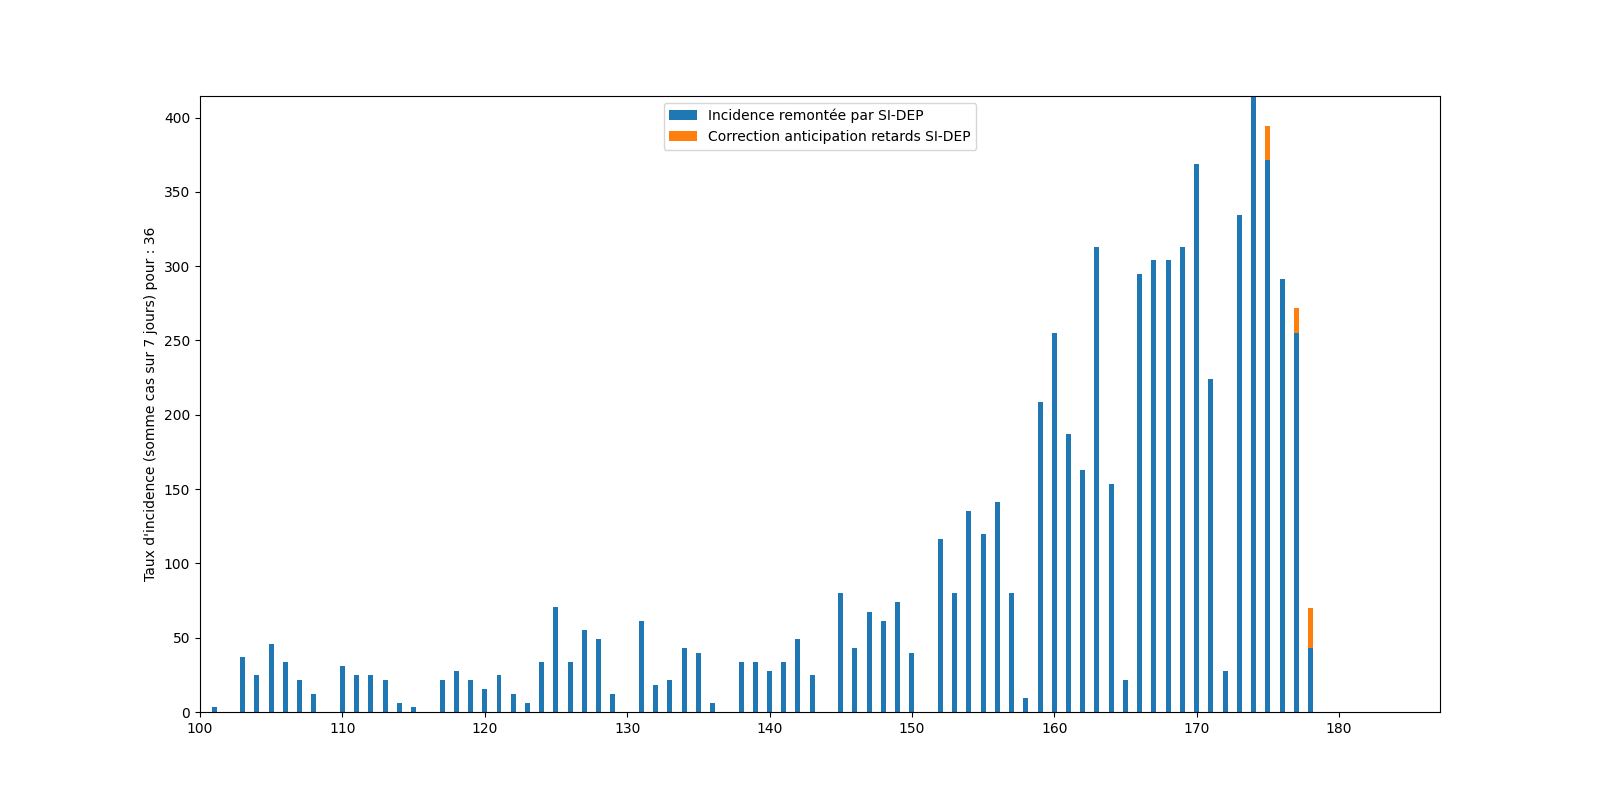 Incidence remontée par SI-DEP
Correction anticipation retards SI-DEP
Taux d'incidence (somme cas sur 7 jours) pour : 36
400
350
300
250
200
150
100
50
0
100 110 120 130 140 150 160 170 180